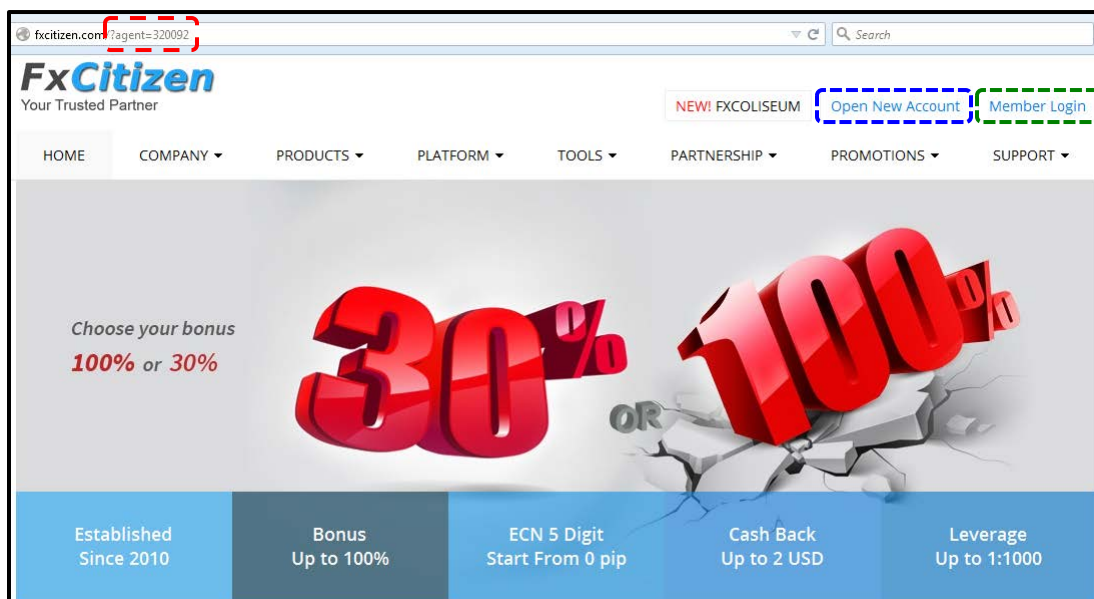 fxcitizen.com/?agent=320092
Search
FxCitizen
Your Trusted Partner
NEW! FXCOLISEUM
Open New Account
Member Login
HOME
COMPANY
PRODUCTS
PLATFORM
TOOLS
PARTNERSHIP
PROMOTIONS
SUPPORT
Choose your bonus
100% or 30%
30%
OR
100%
Established
Since 2010
Bonus
Up to 100%
ECN 5 Digit
Start From 0 pip
Cash Back
Up to 2 USD
Leverage
Up to 1:1000